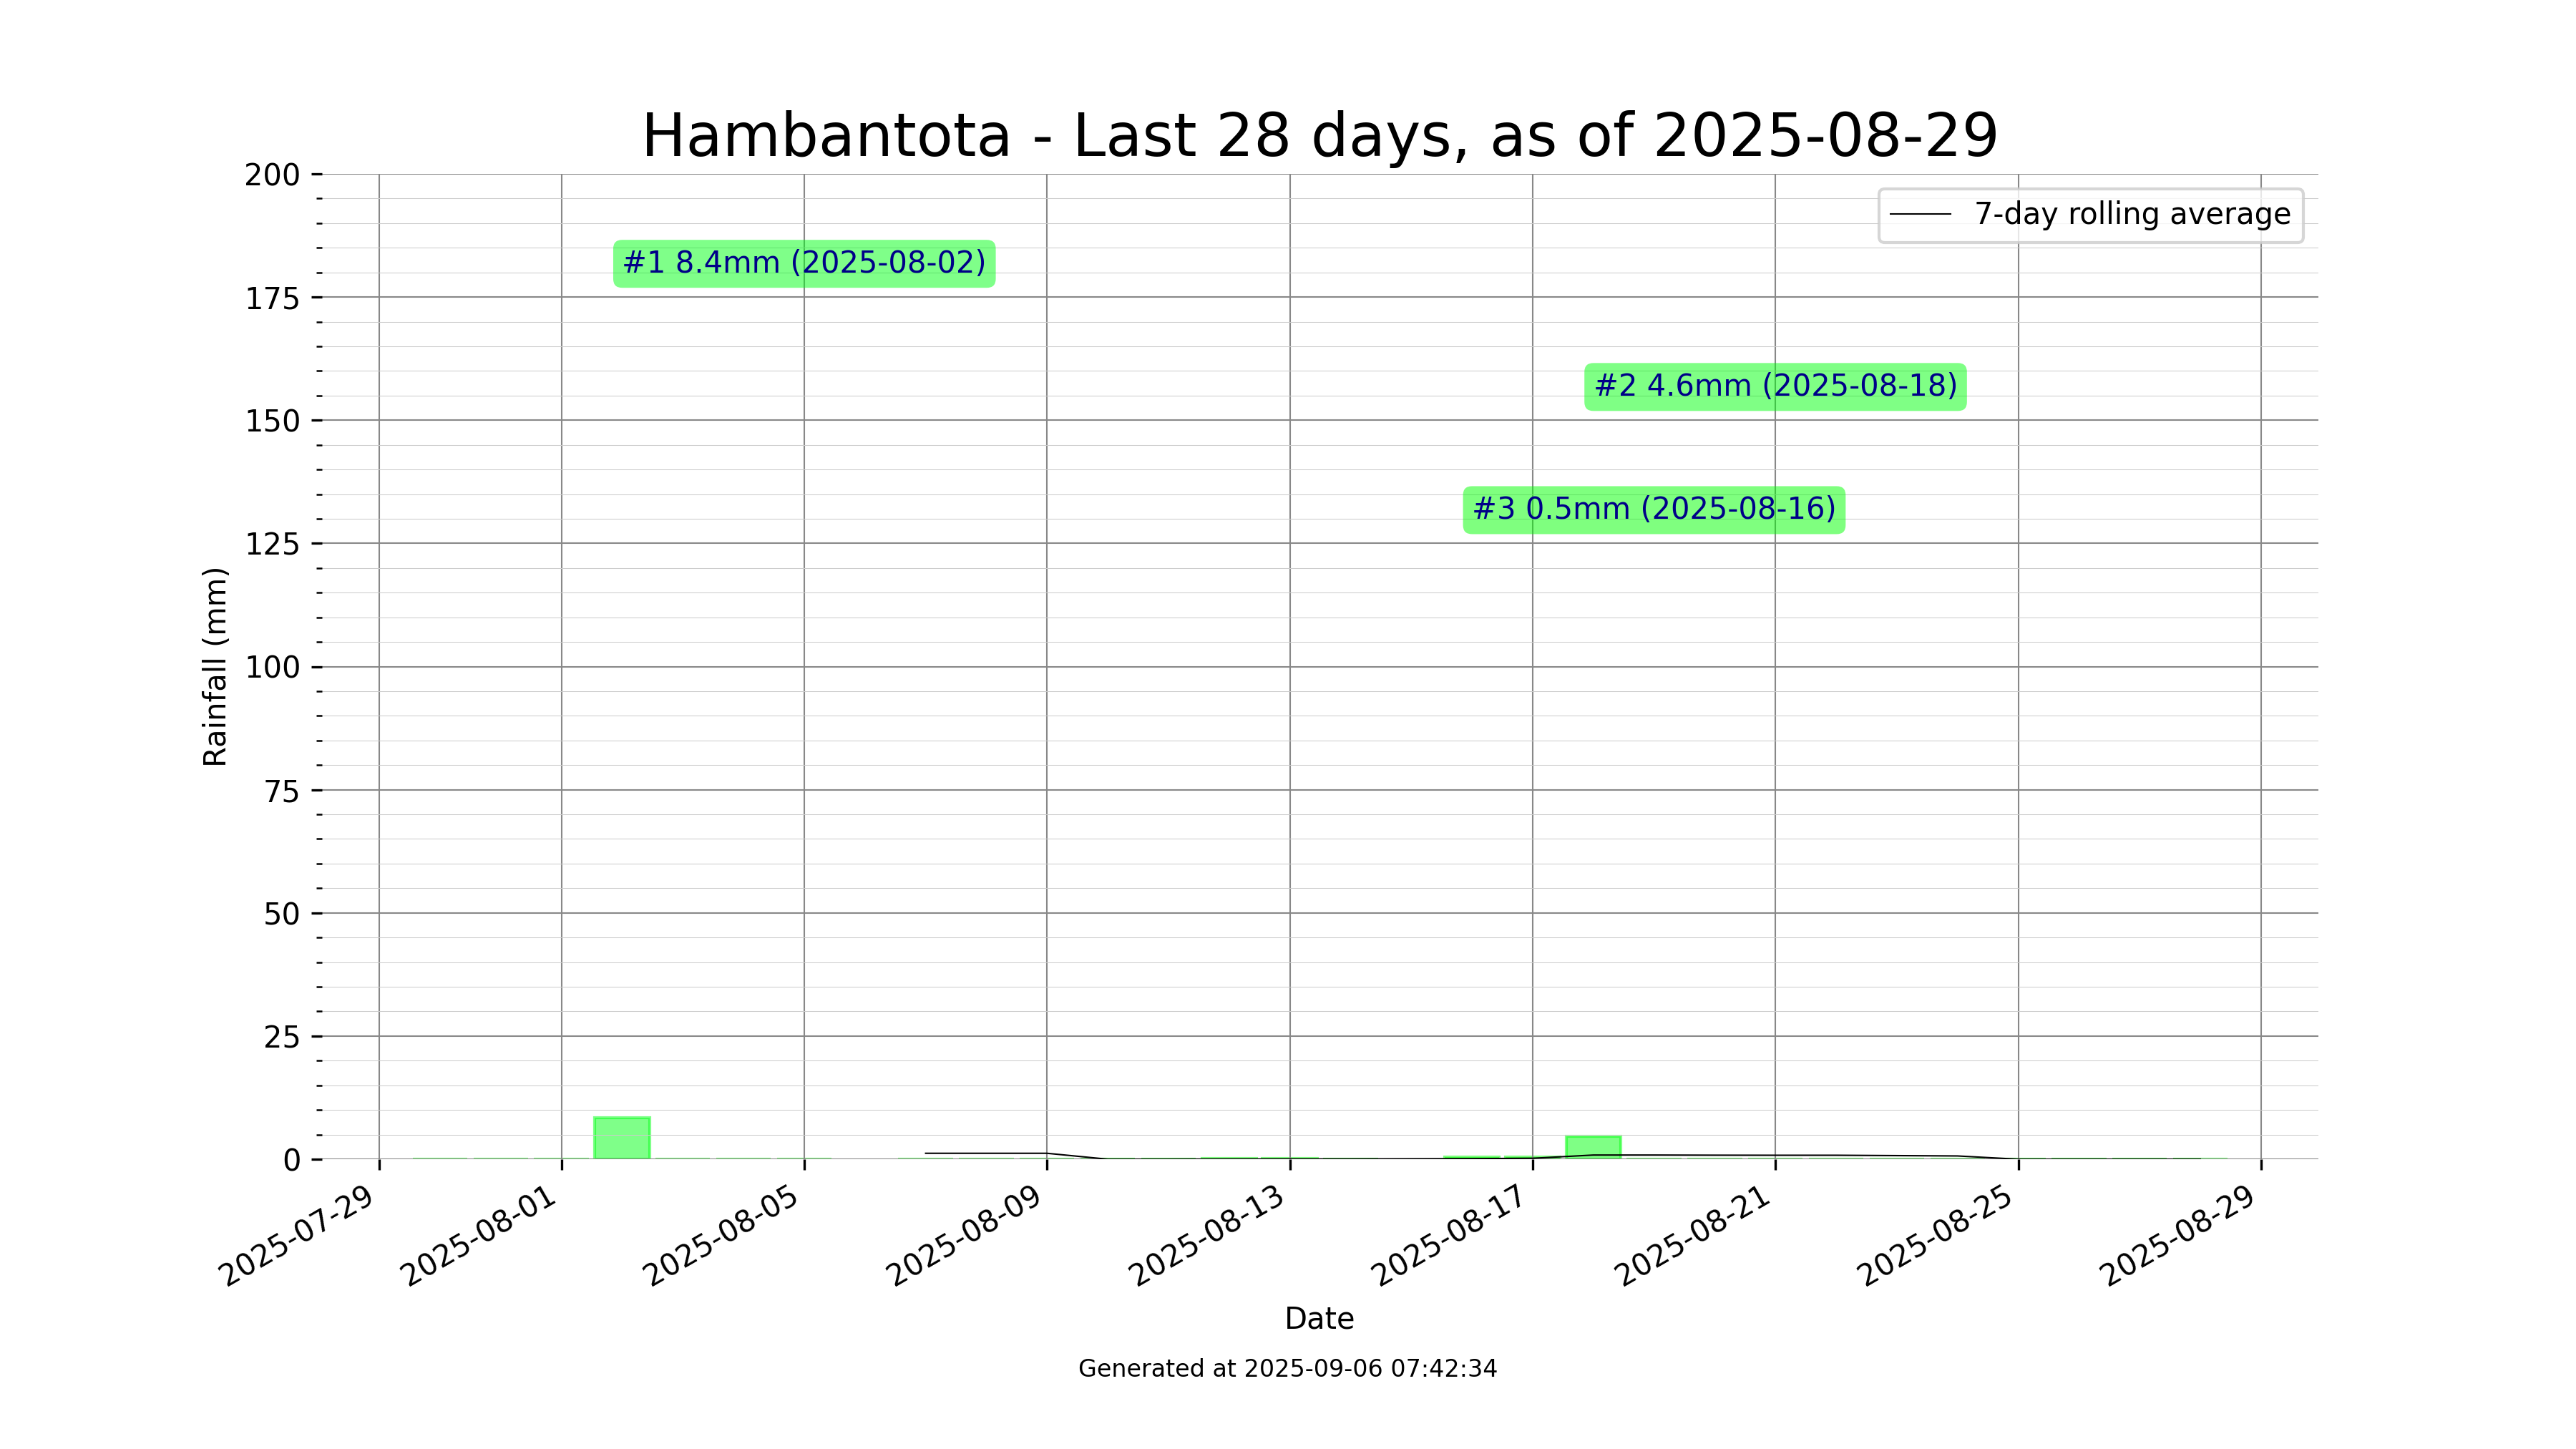 Hambantota - Last 28 days, as of 2025-08-29
200
175
150
125
100
75
50
25
0
Rainfall (mm)
7-day rolling average
#1 8.4mm (2025-08-02)
#2 4.6mm (2025-08-18)
#3 0.5mm (2025-08-16)
2025-07-29
2025-08-01
2025-08-05
2025-08-09
2025-08-13
2025-08-17
2025-08-21
2025-08-25
2025-08-29
Date
Generated at 2025-09-06 07:42:34